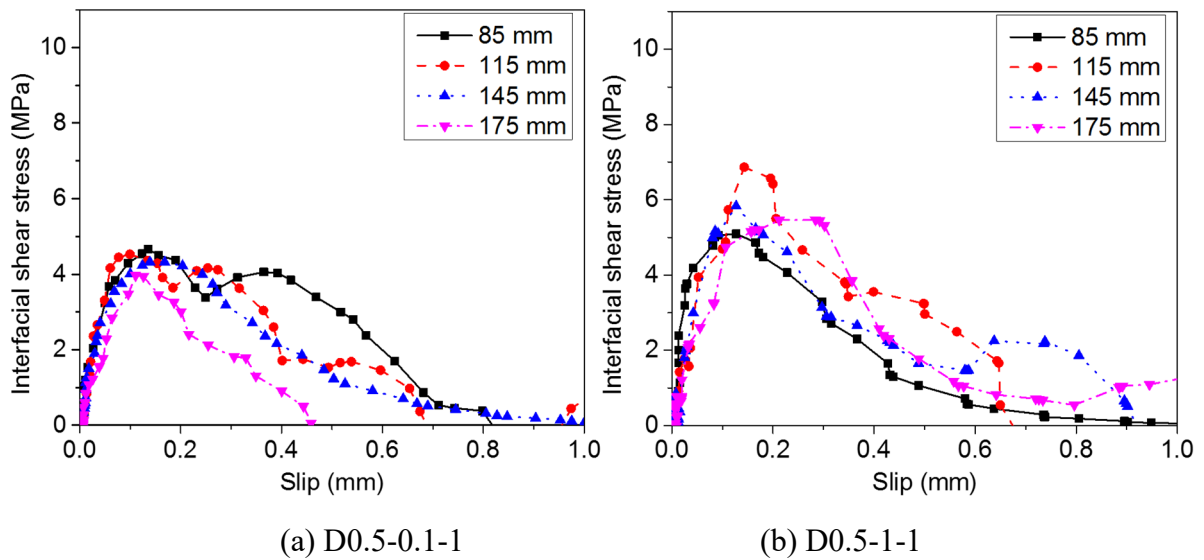 Interfacial shear stress (MPa)
10
8
6
4
2
0
0.0 0.2 0.4 0.6 0.8 1.0
Slip (mm)
85 mm
115 mm
145 mm
175 mm
(a) D0.5-0.1-1
Interfacial shear stress (MPa)
10
8
6
4
2
0
0.0 0.2 0.4 0.6 0.8 1.0
Slip (mm)
85 mm
115 mm
145 mm
175 mm
(b) D0.5-1-1